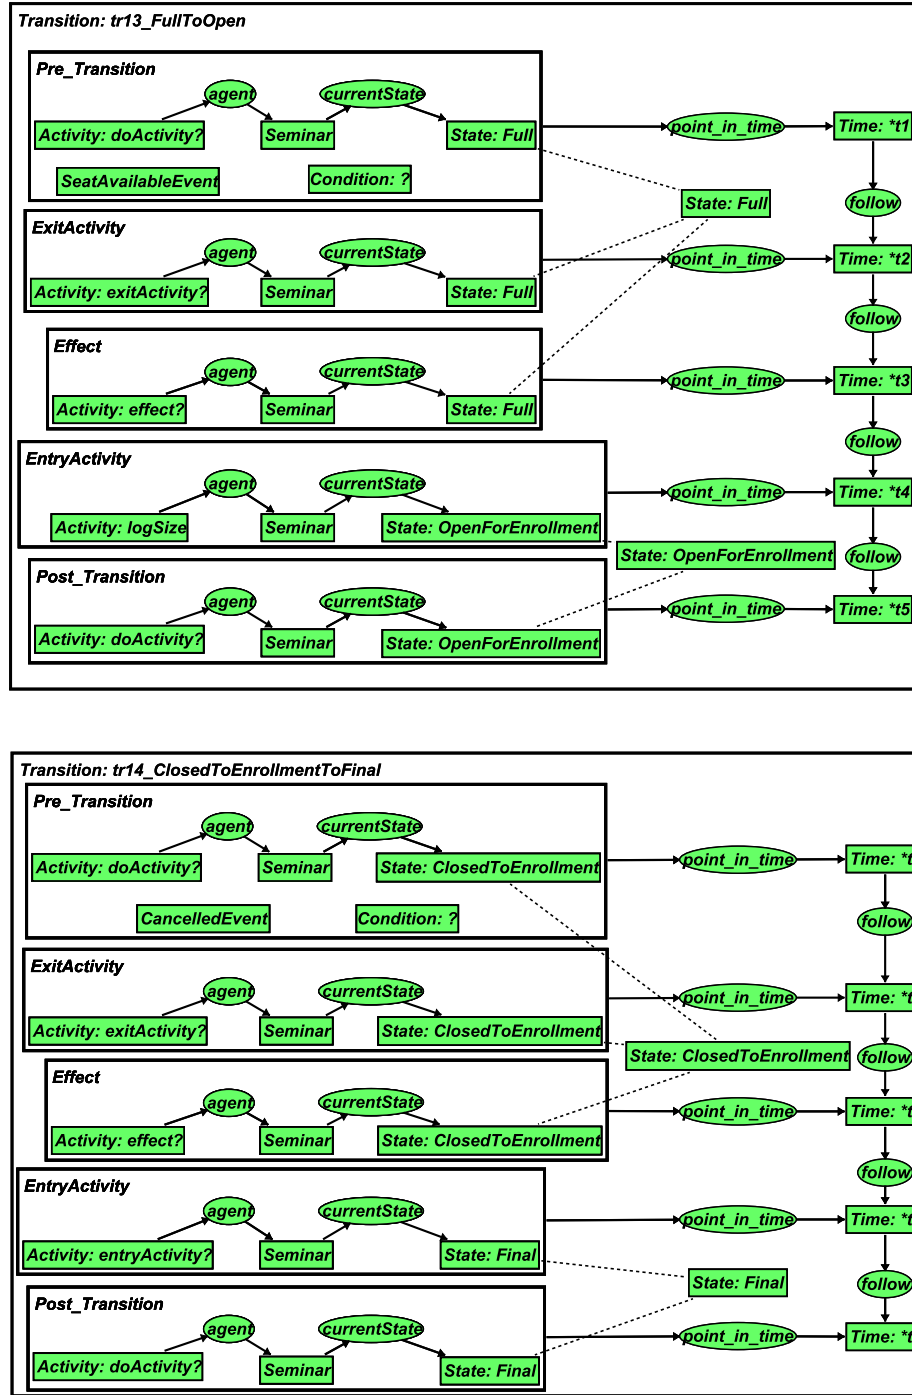 Transition: tr13_FullToOpen
Pre_Transition
agent
currentState
Activity: doActivity?
Seminar
State: Full
point_in_time
Time: *t1
SeatAvailableEvent
Condition: ?
State: Full
follow
ExitActivity
agent
currentState
Activity: exitActivity?
Seminar
State: Full
point_in_time
Time: *t2
follow
Effect
agent
currentState
Activity: effect?
Seminar
State: Full
point_in_time
Time: *t3
follow
EntryActivity
agent
currentState
Activity: logSize
Seminar
State: OpenForEnrollment
point_in_time
Time: *t4
State: OpenForEnrollment
follow
Post_Transition
agent
currentState
Activity: doActivity?
Seminar
State: OpenForEnrollment
point_in_time
Time: *t5
Transition: tr14_ClosedToEnrollmentToFinal
Pre_Transition
agent
currentState
Activity: doActivity?
Seminar
State: ClosedToEnrollment
point_in_time
Time: *t
CancelledEvent
Condition: ?
follow
ExitActivity
agent
currentState
Activity: exitActivity?
Seminar
State: ClosedToEnrollment
point_in_time
Time: *t
State: ClosedToEnrollment
follow
Effect
agent
currentState
Activity: effect?
Seminar
State: ClosedToEnrollment
point_in_time
Time: *t
follow
EntryActivity
agent
currentState
Activity: entryActivity?
Seminar
State: Final
point_in_time
Time: *t
State: Final
follow
Post_Transition
agent
currentState
Activity: doActivity?
Seminar
State: Final
point_in_time
Time: *t